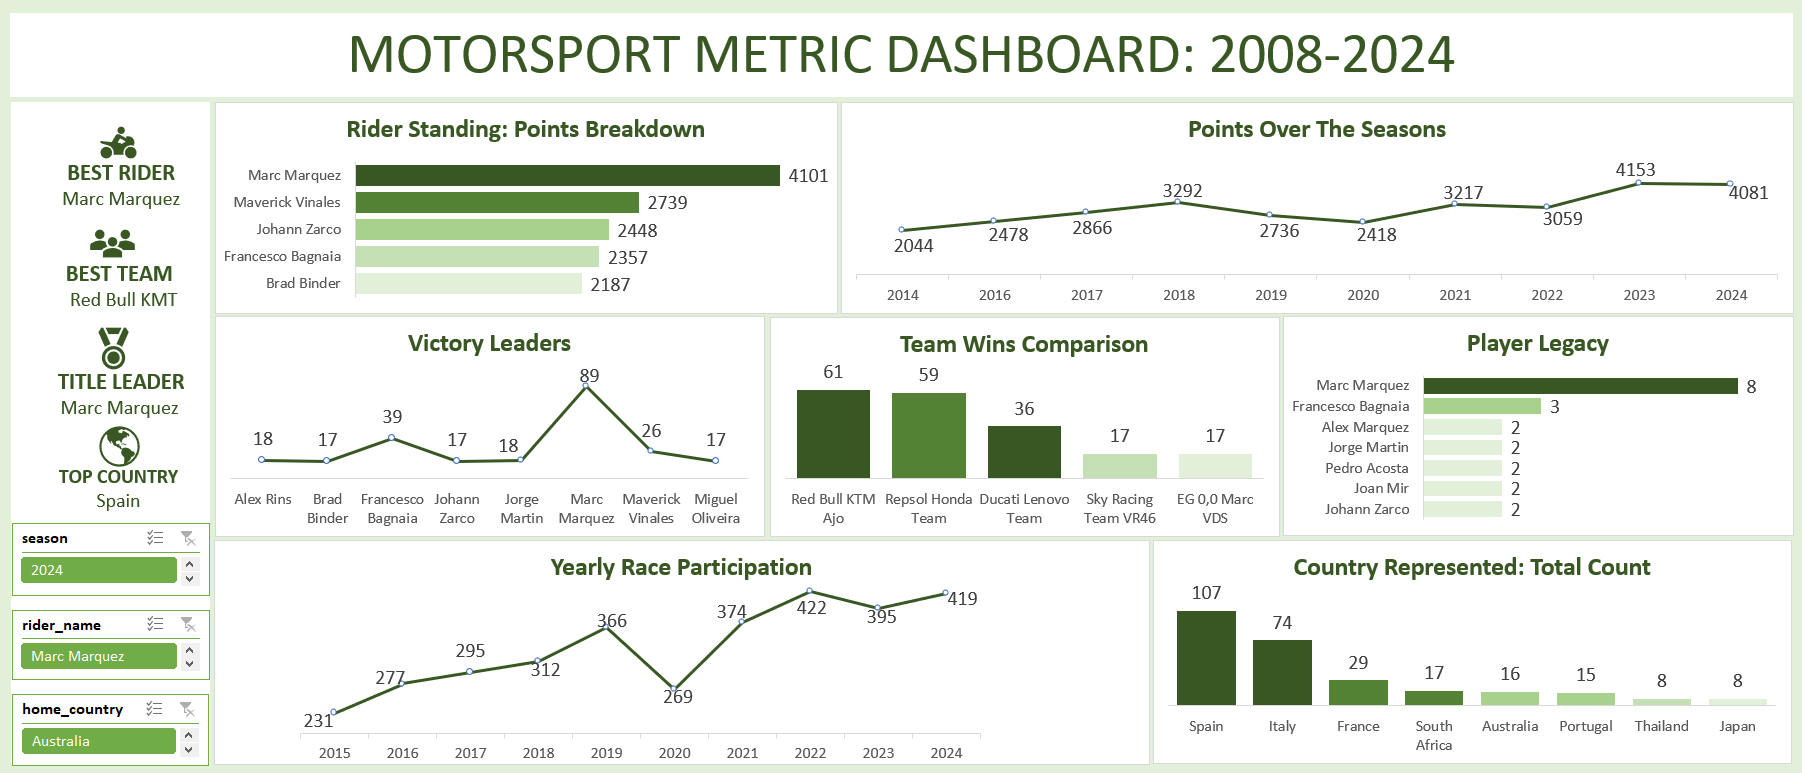 MOTORSPORT METRIC DASHBOARD: 2008-2024
BEST RIDER
Marc Marquez
BEST TEAM
Red Bull KMT
TITLE LEADER
Marc Marquez
TOP COUNTRY
Spain
season
2024
rider_name
Marc Marquez
home_country
Australia
Rider Standing: Points Breakdown
Marc Marquez 4101
Maverick Vinales 2739
Johann Zarco 2448
Francesco Bagnaia 2357
Brad Binder 2187
Points Over The Seasons
2044 2478 2866 3292 2736 2418 3217 3059 4153 4081
2014 2016 2017 2018 2019 2020 2021 2022 2023 2024
Victory Leaders
18 17 39 17 18 89 26 17
Alex Rins Brad Francesco Johann Jorge Marc Maverick Miguel
Binder Bagnaia Zarco Martin Marquez Vinales Oliveira
Team Wins Comparison
61 59 36 17 17
Red Bull KTM Repsol Honda Ducati Lenovo Sky Racing EG 0,0 Marc
Ajo Team Team Team VR46 VDS
Player Legacy
Marc Marquez 8
Francesco Bagnaia 3
Alex Marquez 2
Jorge Martin 2
Pedro Acosta 2
Joan Mir 2
Johann Zarco 2
Yearly Race Participation
231 277 295 312 366 269 374 422 395 419
2015 2016 2017 2018 2019 2020 2021 2022 2023 2024
Country Represented: Total Count
107 74 29 17 16 15 8 8
Spain Italy France South Australia Portugal Thailand Japan
Africa